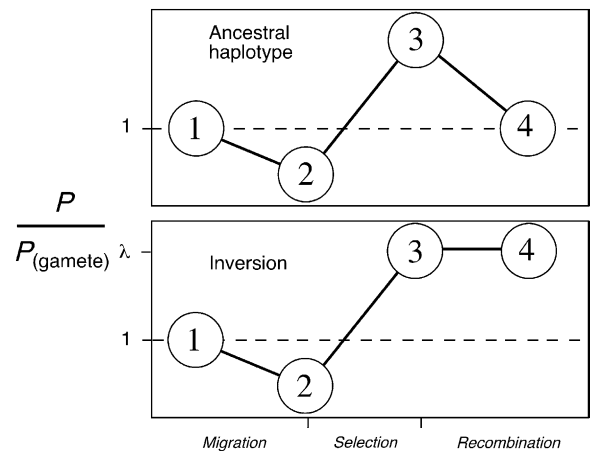 Ancestral
haplotype
1
1
2
3
4
P
P(gamete)
λ
1
Inversion
1
2
3
4
Migration
Selection
Recombination